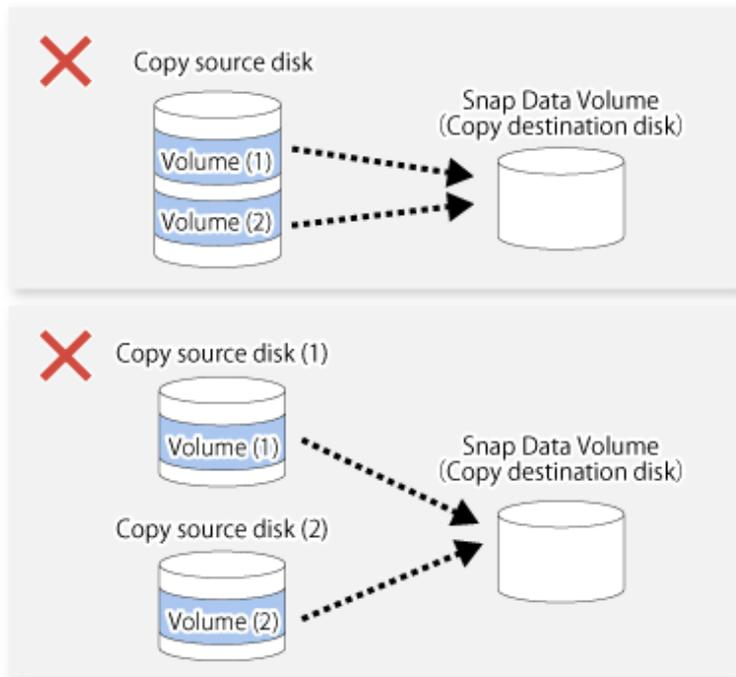 Copy source disk
Volume (1)
Volume (2)
Snap Data Volume
(Copy destination disk)
Copy source disk (1)
Volume (1)
Copy source disk (2)
Volume (2)
Snap Data Volume
(Copy destination disk)